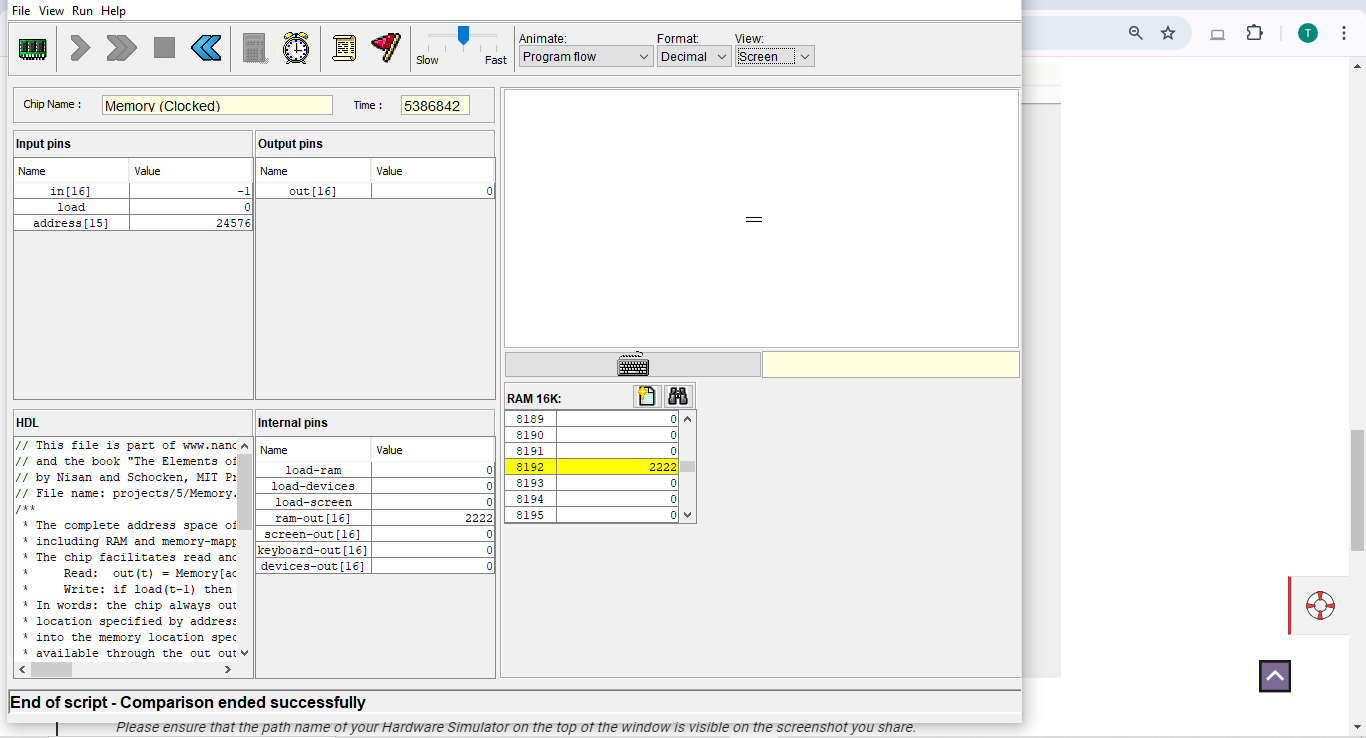 File View Run Help
Slow Fast
Animate: Format: View:
Program flow Decimal Screen
T
Chip Name : Memory (Clocked) Time : 5386842
Input pins
Name Value
in[16] -1
load 0
address[15] 24576
Output pins
Name Value
out[16] 0
HDL
// This file is part of www.nand
// and the book "The Elements of
// by Nisan and Schocken, MIT Pr
// File name: projects/5/Memory.
/**
* The complete address space of
* including RAM and memory-mapp
* The chip facilitates read and
* Read: out(t) = Memory[ad
* Write: if load(t-1) then
* In words: the chip always out
* location specified by address
* into the memory location spec
* available through the out out
Internal pins
Name Value
load-ram 0
load-devices 0
load-screen 0
ram-out[16] 2222
screen-out[16] 0
keyboard-out[16] 0
devices-out[16] 0
RAM 16K:
8189 0
8190 0
8191 0
8192 2222
8193 0
8194 0
8195 0
End of script - Comparison ended successfully
Please ensure that the path name of your Hardware Simulator on the top of the window is visible on the screenshot you share.